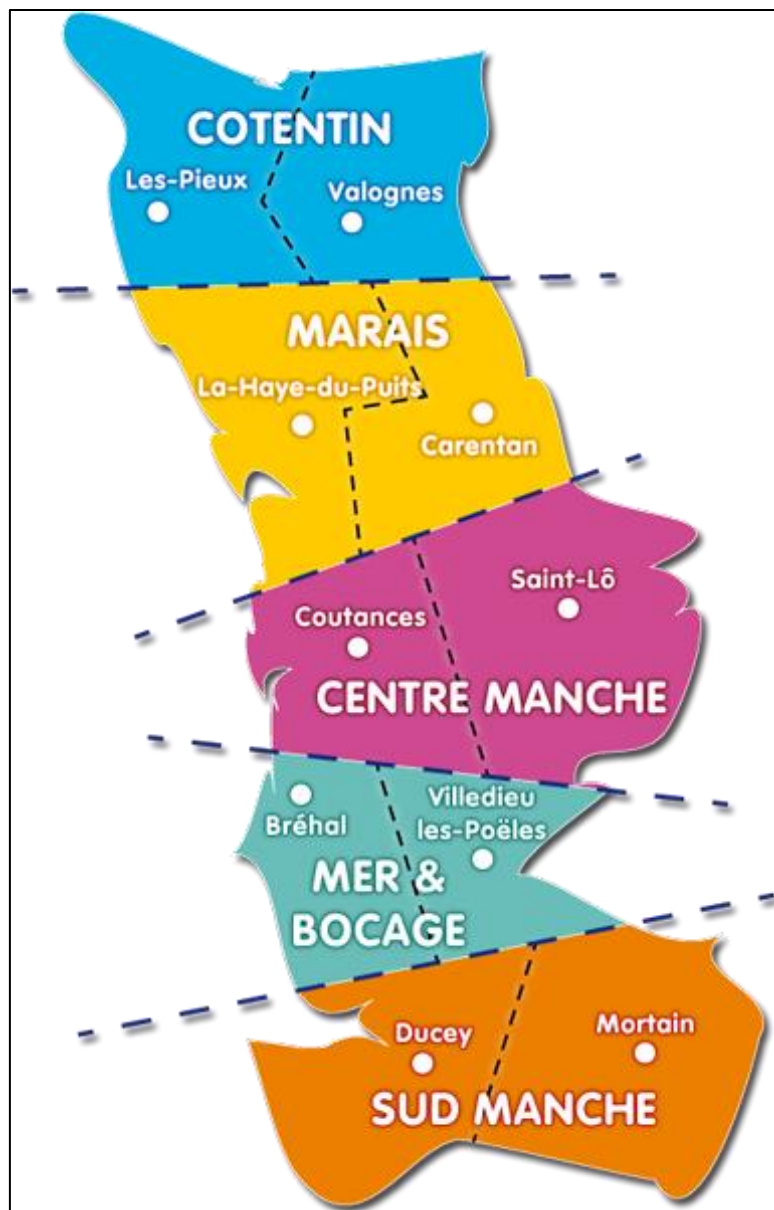 COTENTIN
Les-Pieux
Valognes
MARAIS
La-Haye-du-Puits
Carentan
Saint-Lô
Coutances
CENTRE MANCHE
Villedieu
les-Poëles
Bréhal
MER &
BOCAGE
Ducey
Mortain
SUD MANCHE